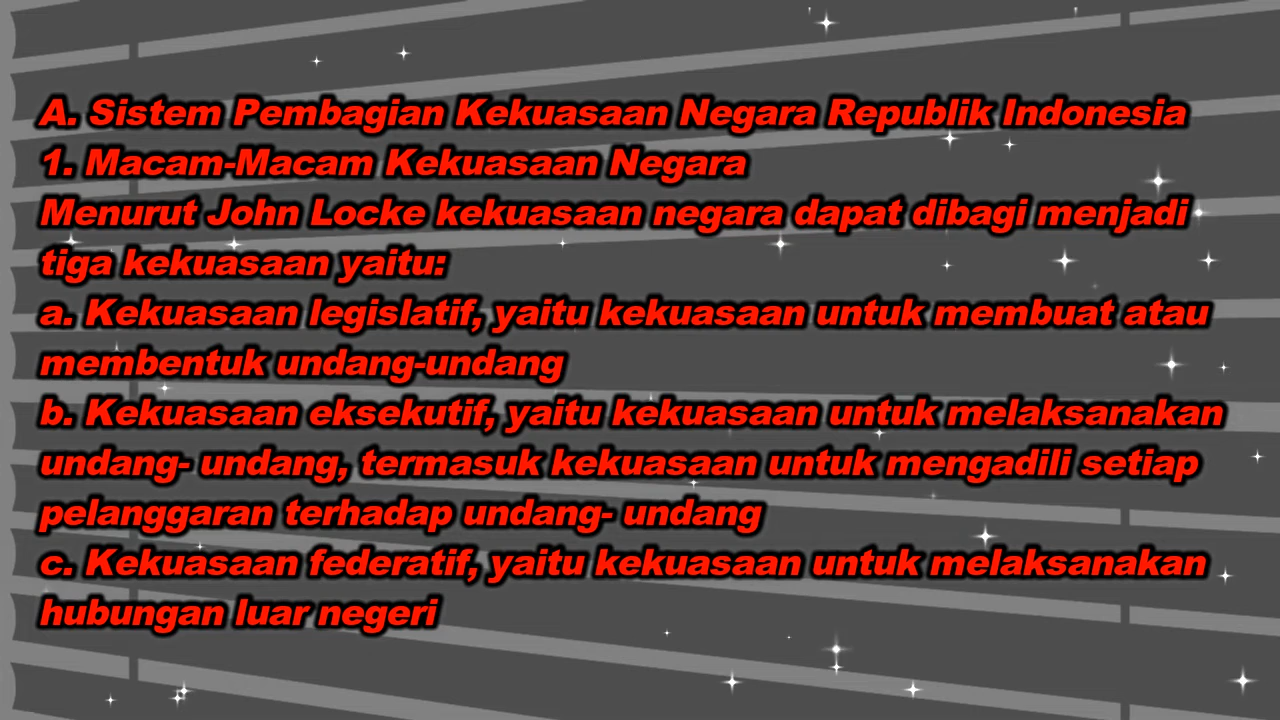 A. Sistem Pembagian Kekuasaan Negara Republik Indonesia
1. Macam-Macam Kekuasaan Negara
Menurut John Locke kekuasaan negara dapat dibagi menjadi
tiga kekuasaan yaitu:
a. Kekuasaan legislatif, yaitu kekuasaan untuk membuat atau
membentuk undang-undang
b. Kekuasaan eksekutif, yaitu kekuasaan untuk melaksanakan
undang- undang, termasuk kekuasaan untuk mengadili setiap
pelanggaran terhadap undang- undang
c. Kekuasaan federatif, yaitu kekuasaan untuk melaksanakan
hubungan luar negeri